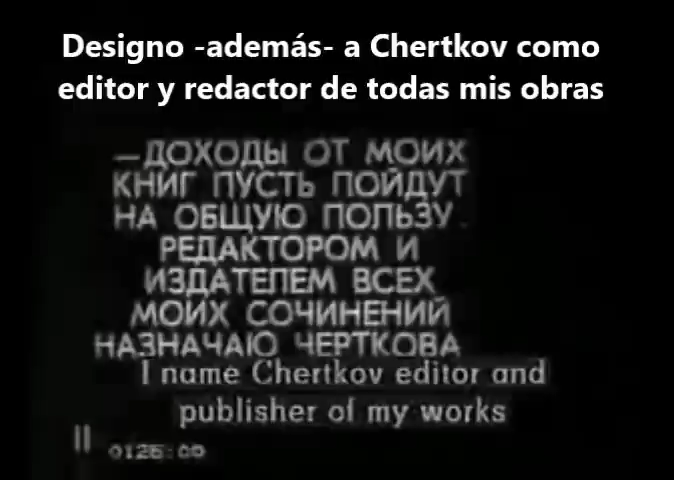 Designo -además- a Chertkov como
editor y redactor de todas mis obras
—ДОХОДЫ ОТ МОИХ
КНИГ ПУСТЬ ПОЙДУТ
НА ОБЩУЮ ПОЛЬЗУ.
РЕДАКТОРОМ И
ИЗДАТЕЛЕМ ВСЕХ
МОИХ СОЧИНЕНИЙ
НАЗНАЧАЮ ЧЕРТКОВА
I name Chertkov editor and
publisher of my works
0126:00